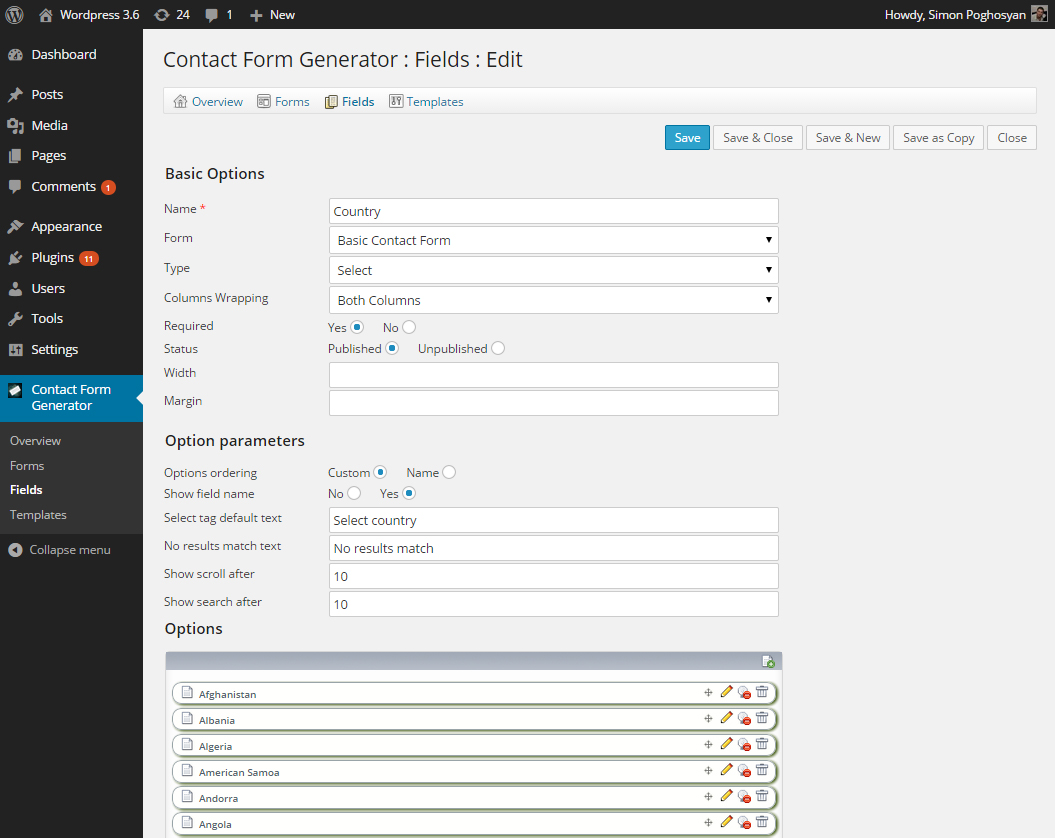 Wordpress 3.6 24 1 New Howdy, Simon Poghosyan
Dashboard
Posts
Media
Pages
Comments 1
Appearance
Plugins 11
Users
Tools
Settings
Contact Form
Generator
Overview
Forms
Fields
Templates
Collapse menu
Contact Form Generator : Fields : Edit
Overview Forms Fields Templates
Save Save & Close Save & New Save as Copy Close
Basic Options
Name * Country
Form Basic Contact Form
Type Select
Columns Wrapping Both Columns
Required Yes No
Status Published Unpublished
Width
Margin
Option parameters
Options ordering Custom Name
Show field name No Yes
Select tag default text Select country
No results match text No results match
Show scroll after 10
Show search after 10
Options
Afghanistan
Albania
Algeria
American Samoa
Andorra
Angola